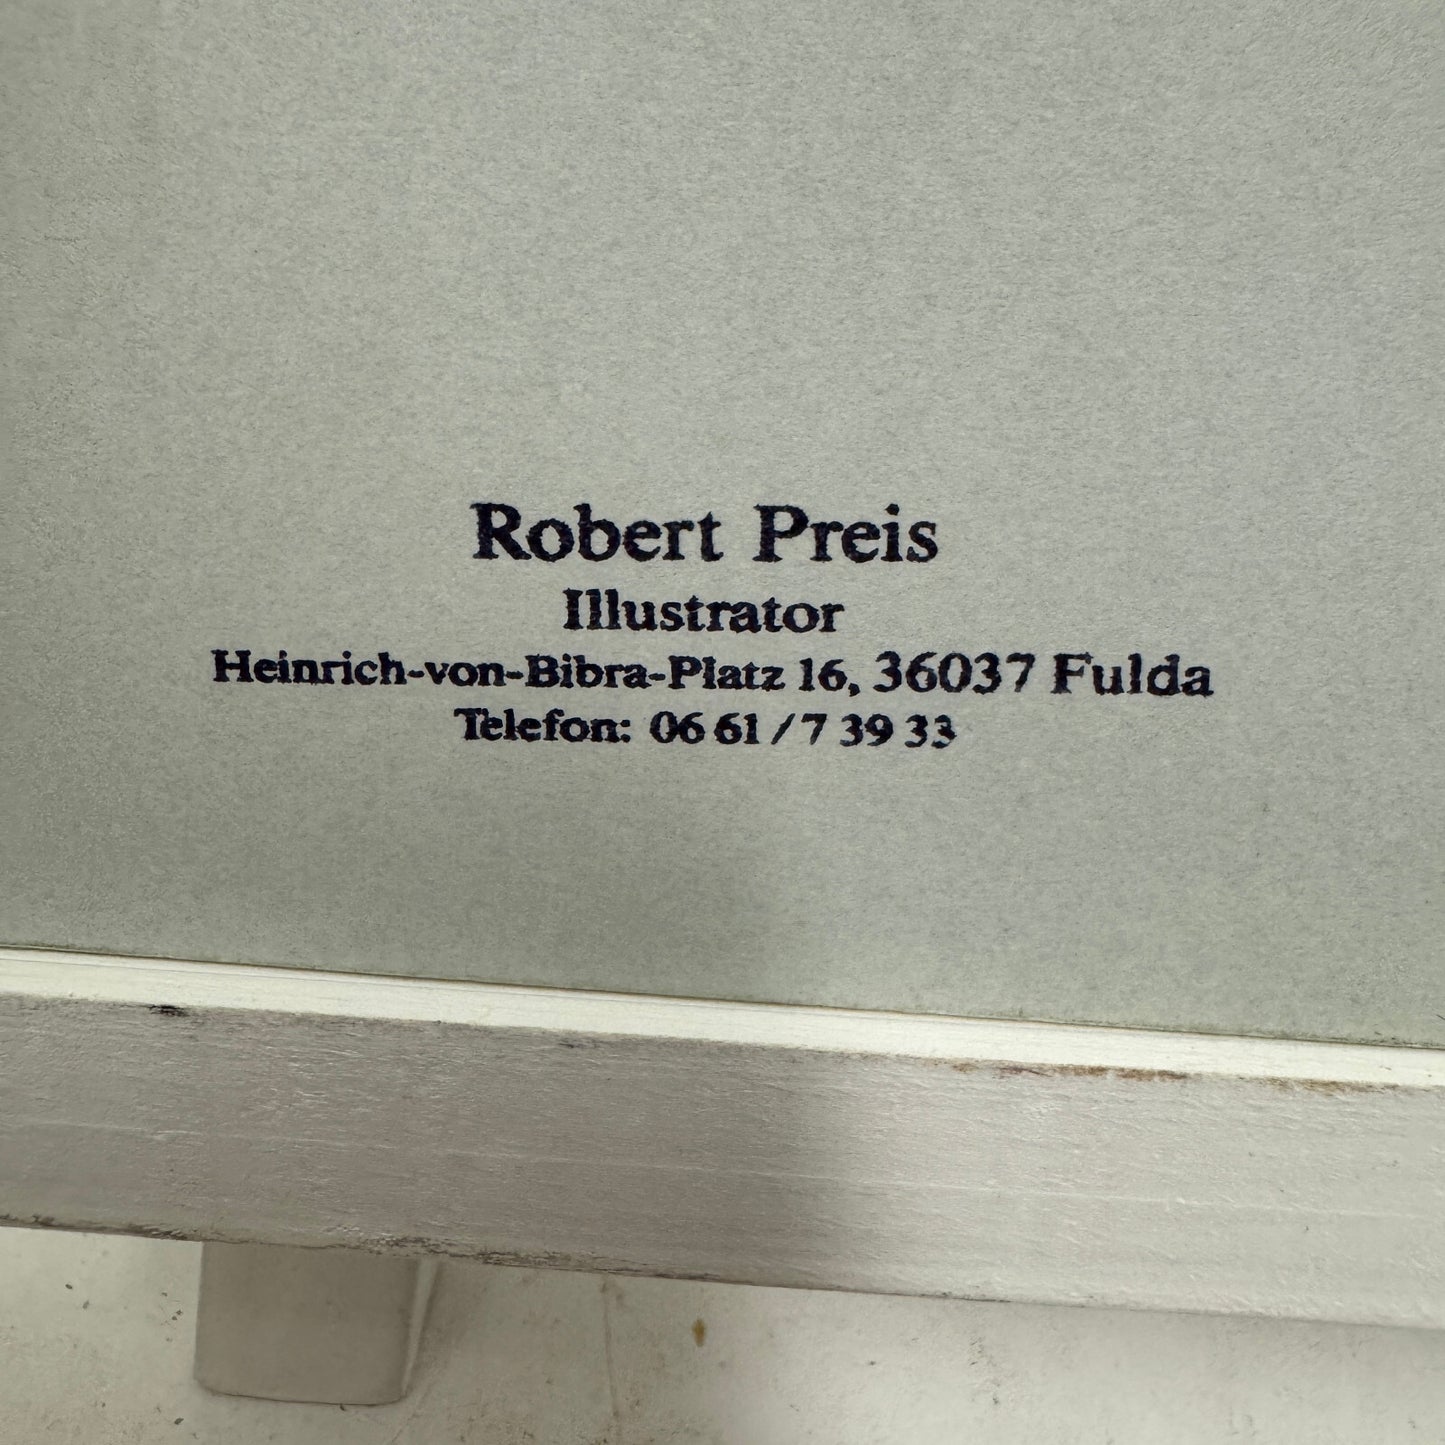 Robert Preis
Illustrator
Heinrich-von-Bibra-Platz 16, 36037 Fulda
Telefon: 06 61 / 7 39 33